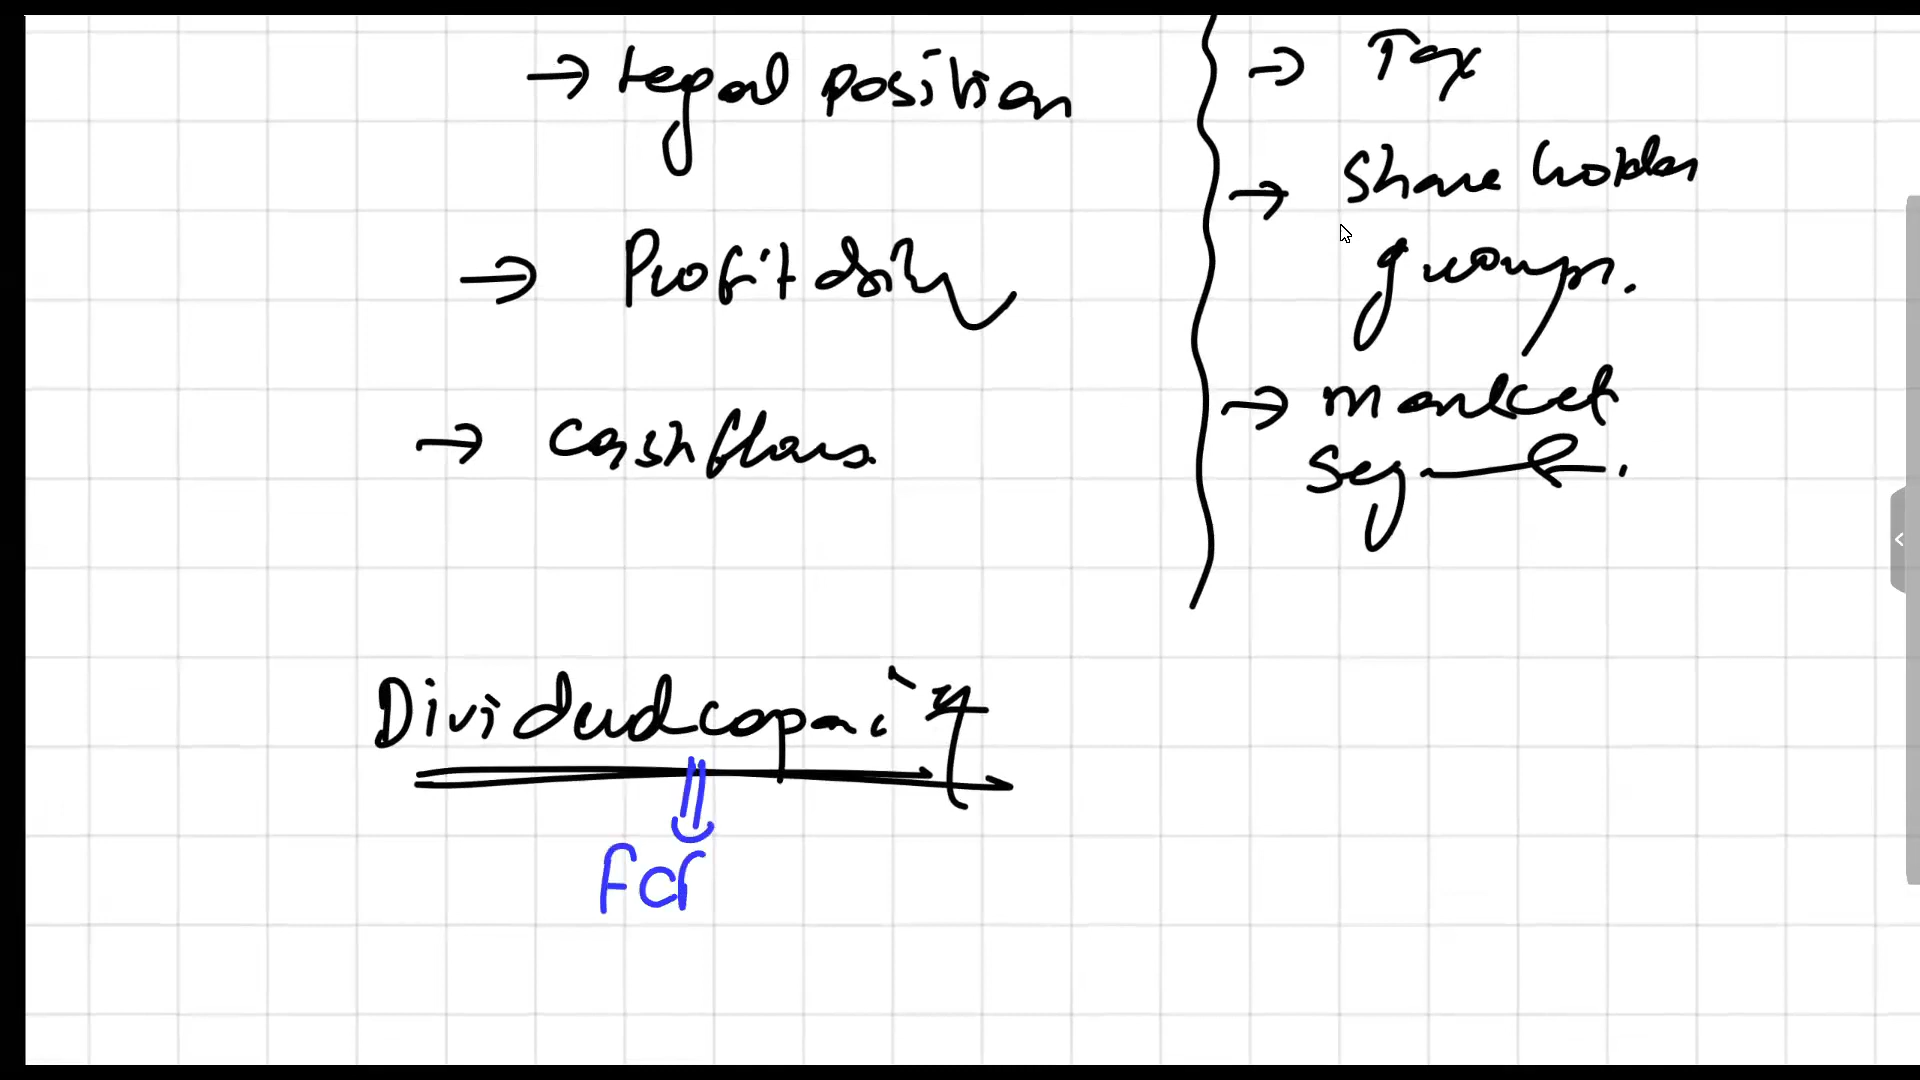 → Legal position
→ Profitability
→ cashflows.
→ Tax
→ Share holder
groups.
→ market
Segment.
Dividend capacity
FCF